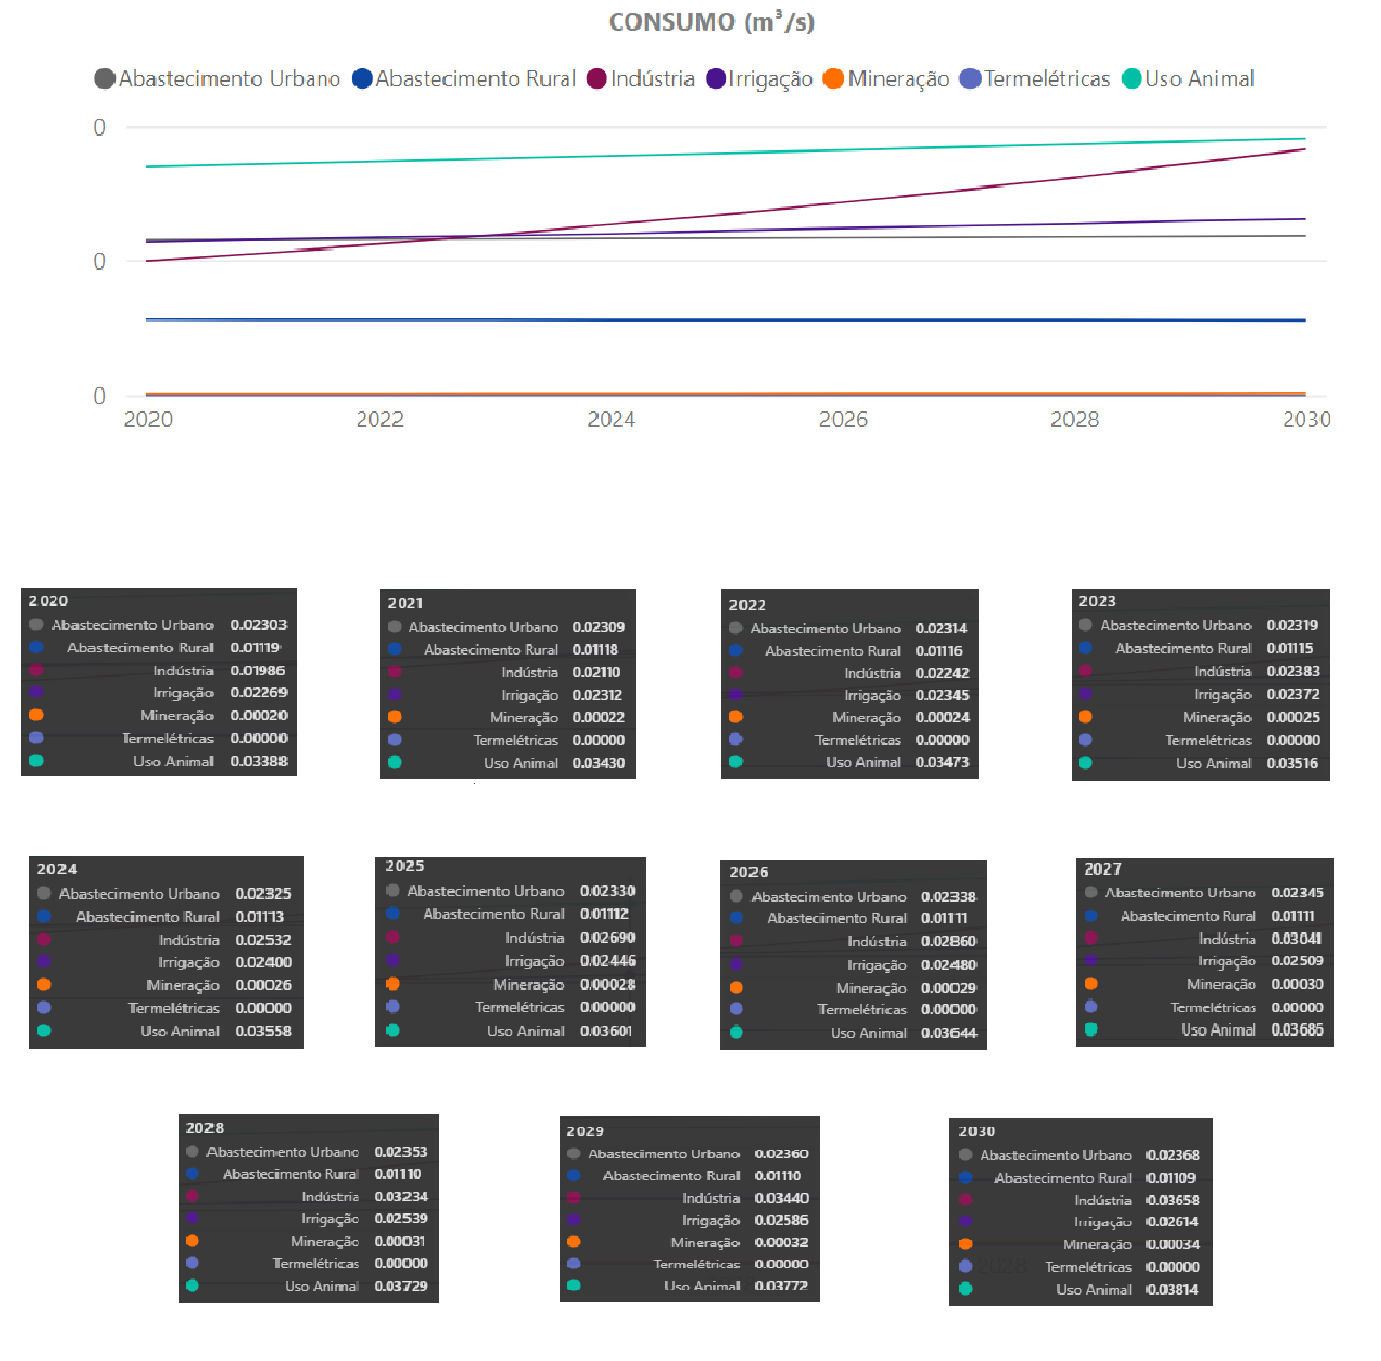 CONSUMO (m³/s)
Abastecimento Urbano Abastecimento Rural Indústria Irrigação Mineração Termelétricas Uso Animal
0
0
0
2020 2022 2024 2026 2028 2030
2020
Abastecimento Urbano 0.02303
Abastecimento Rural 0.01119
Indústria 0.01986
Irrigação 0.02269
Mineração 0.00020
Termelétricas 0.00000
Uso Animal 0.03388
2021
Abastecimento Urbano 0.02309
Abastecimento Rural 0.01118
Indústria 0.02110
Irrigação 0.02312
Mineração 0.00022
Termelétricas 0.00000
Uso Animal 0.03430
2022
Abastecimento Urbano 0.02314
Abastecimento Rural 0.01116
Indústria 0.02242
Irrigação 0.02345
Mineração 0.00024
Termelétricas 0.00000
Uso Animal 0.03473
2023
Abastecimento Urbano 0.02319
Abastecimento Rural 0.01115
Indústria 0.02383
Irrigação 0.02372
Mineração 0.00025
Termelétricas 0.00000
Uso Animal 0.03516
2024
Abastecimento Urbano 0.02325
Abastecimento Rural 0.01113
Indústria 0.02532
Irrigação 0.02400
Mineração 0.00026
Termelétricas 0.00000
Uso Animal 0.03558
2025
Abastecimento Urbano 0.02330
Abastecimento Rural 0.01112
Indústria 0.02690
Irrigação 0.02446
Mineração 0.00028
Termelétricas 0.00000
Uso Animal 0.03601
2026
Abastecimento Urbano 0.02338
Abastecimento Rural 0.01111
Indústria 0.02860
Irrigação 0.02480
Mineração 0.00029
Termelétricas 0.00000
Uso Animal 0.03644
2027
Abastecimento Urbano 0.02345
Abastecimento Rural 0.01111
Indústria 0.03041
Irrigação 0.02509
Mineração 0.00030
Termelétricas 0.00000
Uso Animal 0.03686
2028
Abastecimento Urbano 0.02353
Abastecimento Rural 0.01110
Indústria 0.03234
Irrigação 0.02539
Mineração 0.00031
Termelétricas 0.00000
Uso Animal 0.03729
2029
Abastecimento Urbano 0.02360
Abastecimento Rural 0.01110
Indústria 0.03440
Irrigação 0.02586
Mineração 0.00032
Termelétricas 0.00000
Uso Animal 0.03772
2030
Abastecimento Urbano 0.02368
Abastecimento Rural 0.01109
Indústria 0.03658
Irrigação 0.02614
Mineração 0.00034
Termelétricas 0.00000
Uso Animal 0.03814